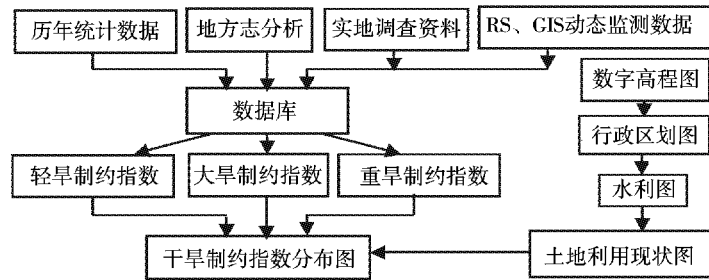 历年统计数据
地方志分析
实地调查资料
RS、GIS动态监测数据
数字高程图
数据库
行政区划图
轻旱制约指数
大旱制约指数
重旱制约指数
水利图
干旱制约指数分布图
土地利用现状图